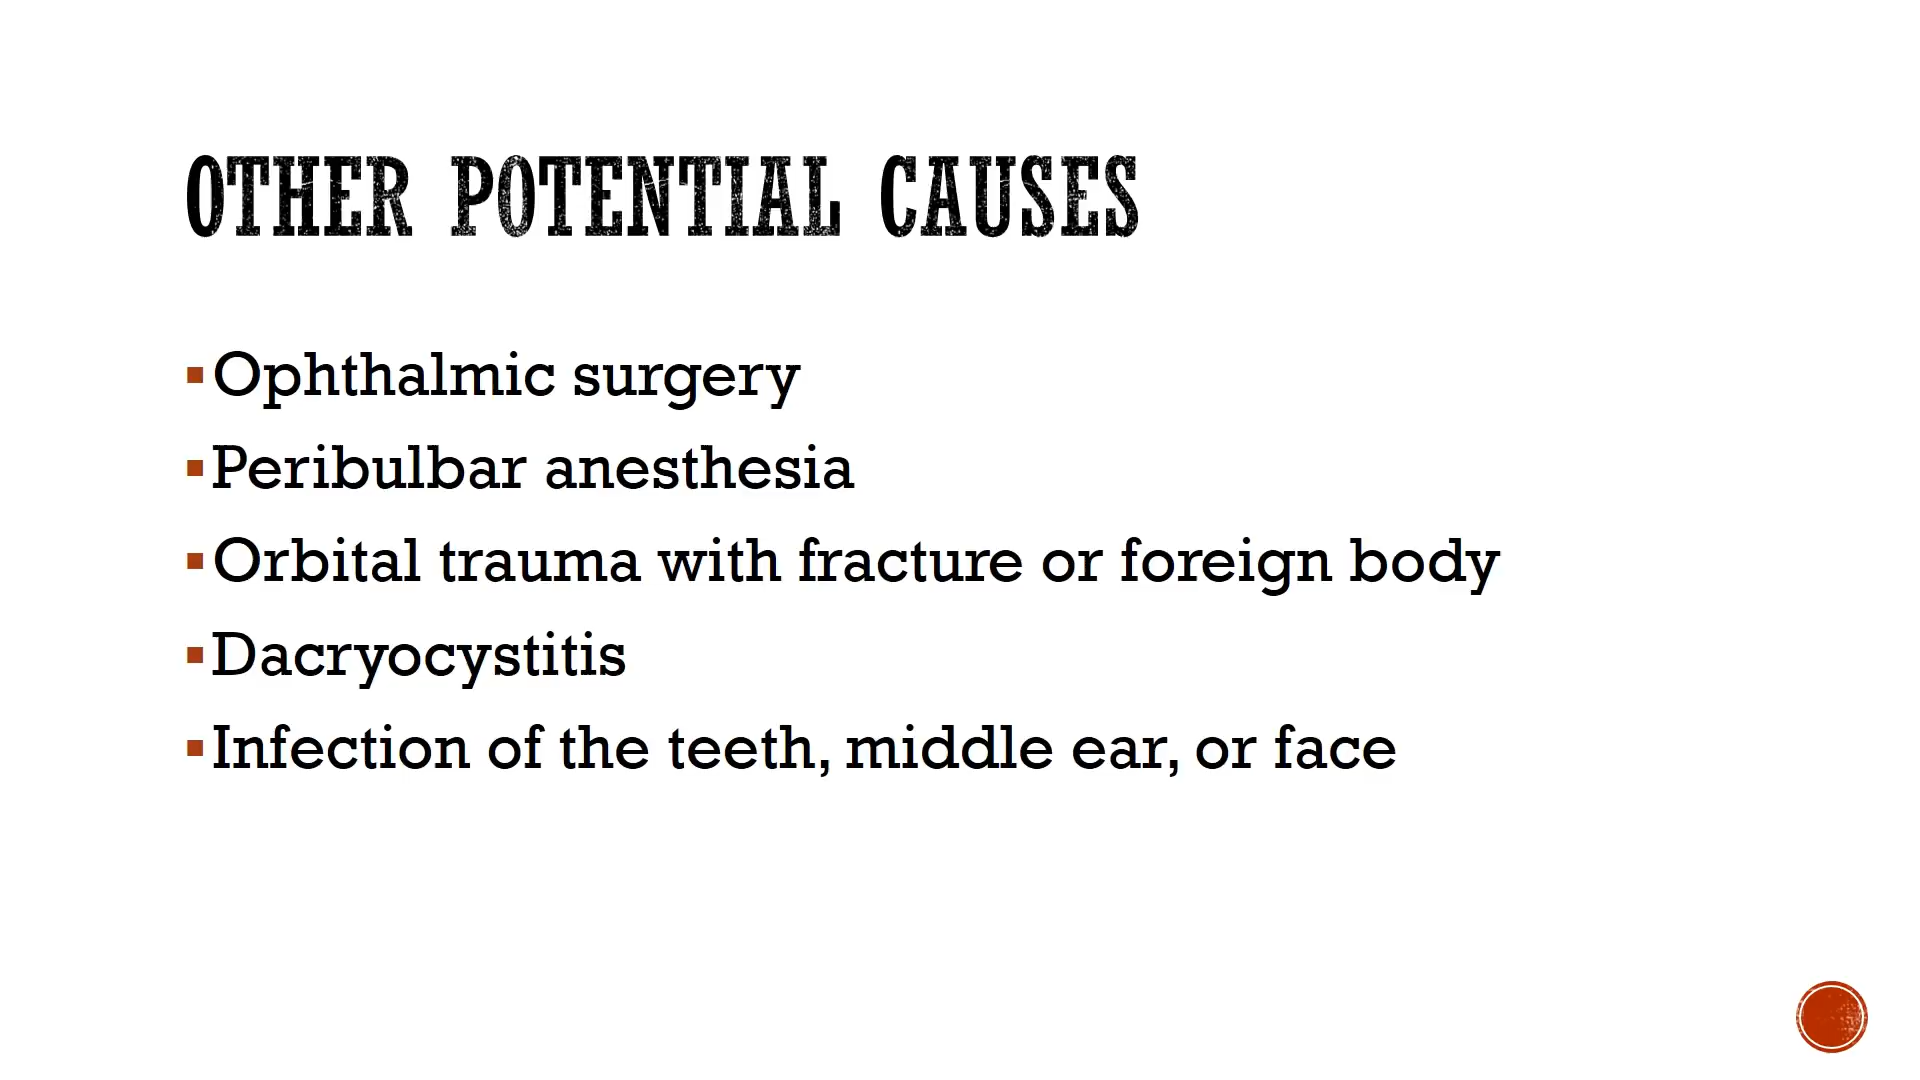 OTHER POTENTIAL CAUSES
▪Ophthalmic surgery
▪Peribulbar anesthesia
▪Orbital trauma with fracture or foreign body
▪Dacryocystitis
▪Infection of the teeth, middle ear, or face